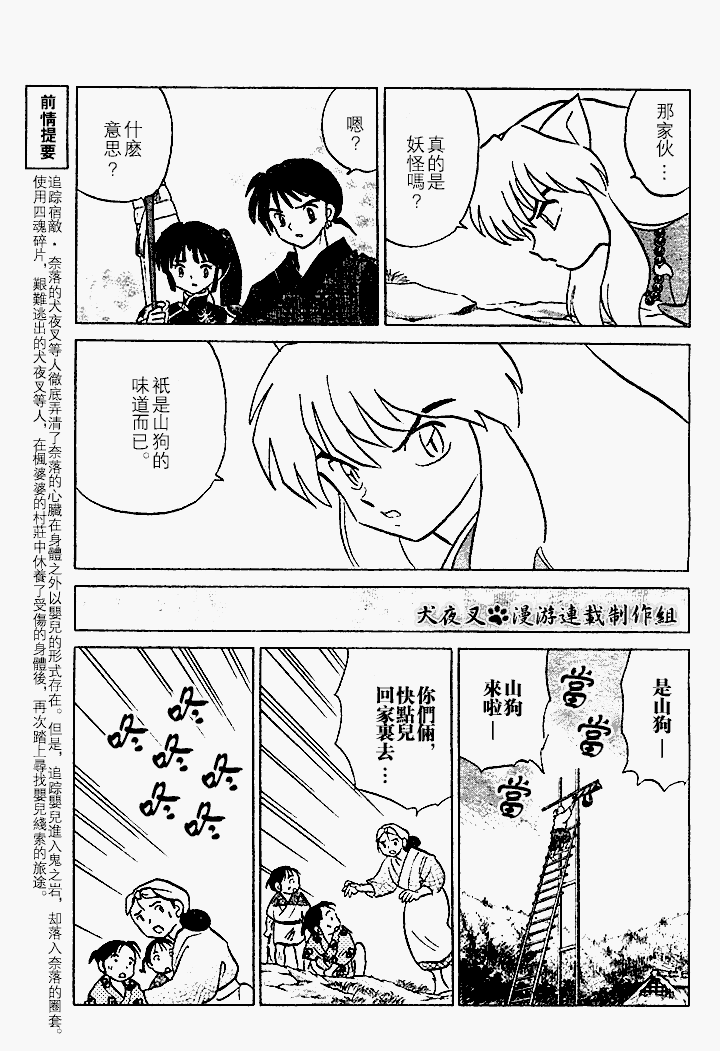 前情提要
追踪宿敵·奈落的犬夜叉等人徹底弄清了奈落的心臟在身體之外以嬰兒的形式存在。但是，追踪嬰兒進入鬼之岩，却落入奈落的圈套。
使用四魂碎片，艱難逃出的犬夜叉等人，在楓婆婆的村莊中休養了受傷的身體後，再次踏上尋找嬰兒綫索的旅途。
那家伙…
真的是
妖怪嗎？
嗯？
什麽
意思？
衹是山狗的
味道而已。
犬夜叉漫游連載制作組
是山狗—
當
當
當
山狗
來啦—
你們倆，
快點兒
回家裏去…
咚
咚
咚
咚
咚
咚
咚